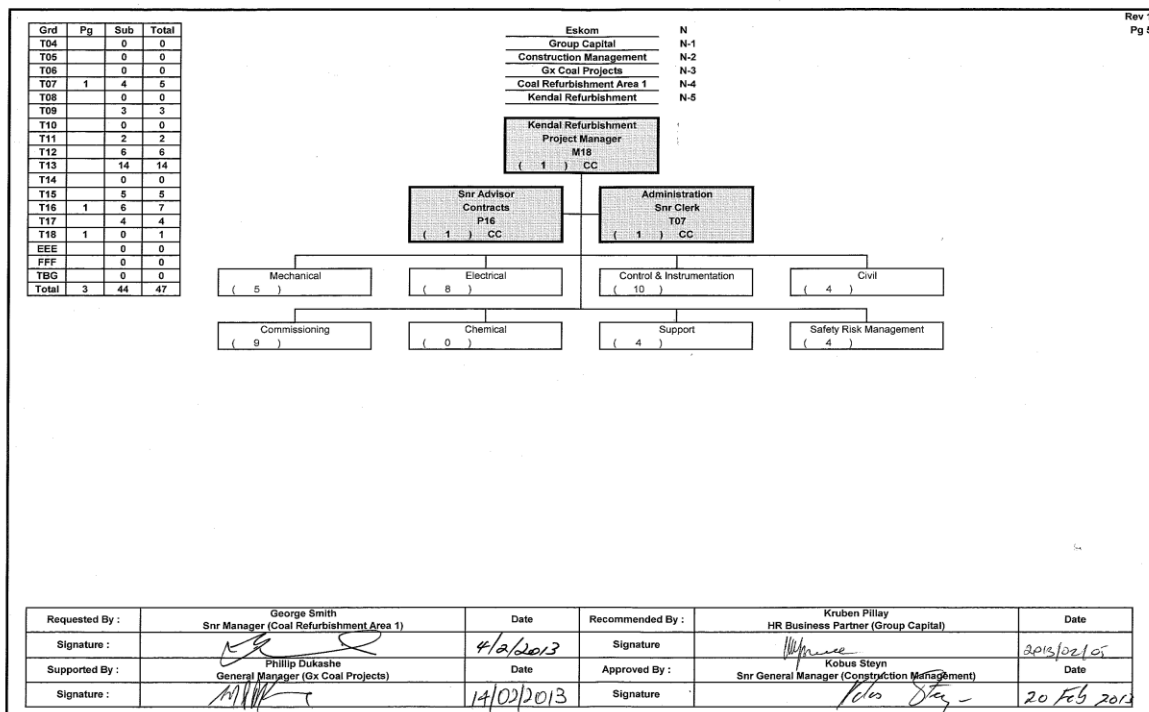 Rev 1
Pg 5
Grd Pg Sub Total
T04 0 0
T05 0 0
T06 0 0
T07 1 4 5
T08 0 0
T09 3 3
T10 0 0
T11 2 2
T12 6 6
T13 14 14
T14 0 0
T15 5 5
T16 1 6 7
T17 4 4
T18 1 0 1
EEE 0 0
FFF 0 0
TBG 0 0
Total 3 44 47
Eskom N
Group Capital N-1
Construction Management N-2
Gx Coal Projects N-3
Coal Refurbishment Area 1 N-4
Kendal Refurbishment N-5
Kendal Refurbishment
Project Manager
M18
( 1 ) CC
Snr Advisor
Contracts
P16
( 1 ) CC
Administration
Snr Clerk
T07
( 1 ) CC
Mechanical
( 5 )
Electrical
( 8 )
Control & Instrumentation
( 10 )
Civil
( 4 )
Commissioning
( 9 )
Chemical
( 0 )
Support
( 4 )
Safety Risk Management
( 4 )
Requested By :
George Smith
Snr Manager (Coal Refurbishment Area 1)
Date
Recommended By :
Kruben Pillay
HR Business Partner (Group Capital)
Date
Signature :
4/2/2013
Signature
2013/02/05
Supported By :
Phillip Dukashe
General Manager (Gx Coal Projects)
Date
Approved By :
Kobus Steyn
Snr General Manager (Construction Management)
Date
Signature :
14/02/2013
Signature
20 Feb 2013